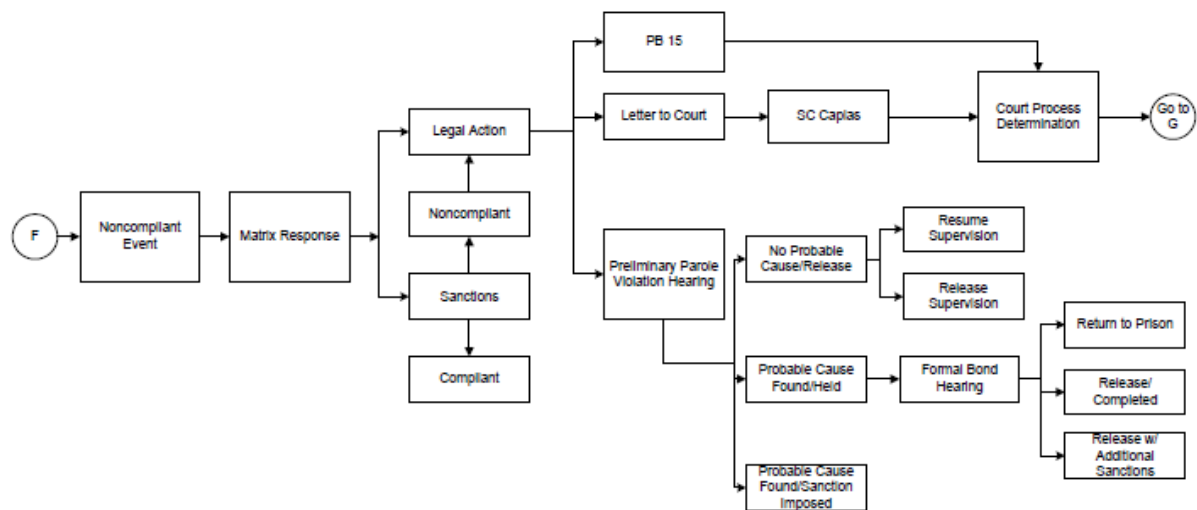 F
Noncompliant
Event
Matrix Response
Legal Action
Noncompliant
Sanctions
Compliant
PB 15
Letter to Court
SC Capias
Court Process
Determination
Go to
G
Preliminary Parole
Violation Hearing
No Probable
Cause/Release
Resume
Supervision
Release
Supervision
Probable Cause
Found/Held
Formal Bond
Hearing
Return to Prison
Release/
Completed
Release w/
Additional
Sanctions
Probable Cause
Found/Sanction
Imposed